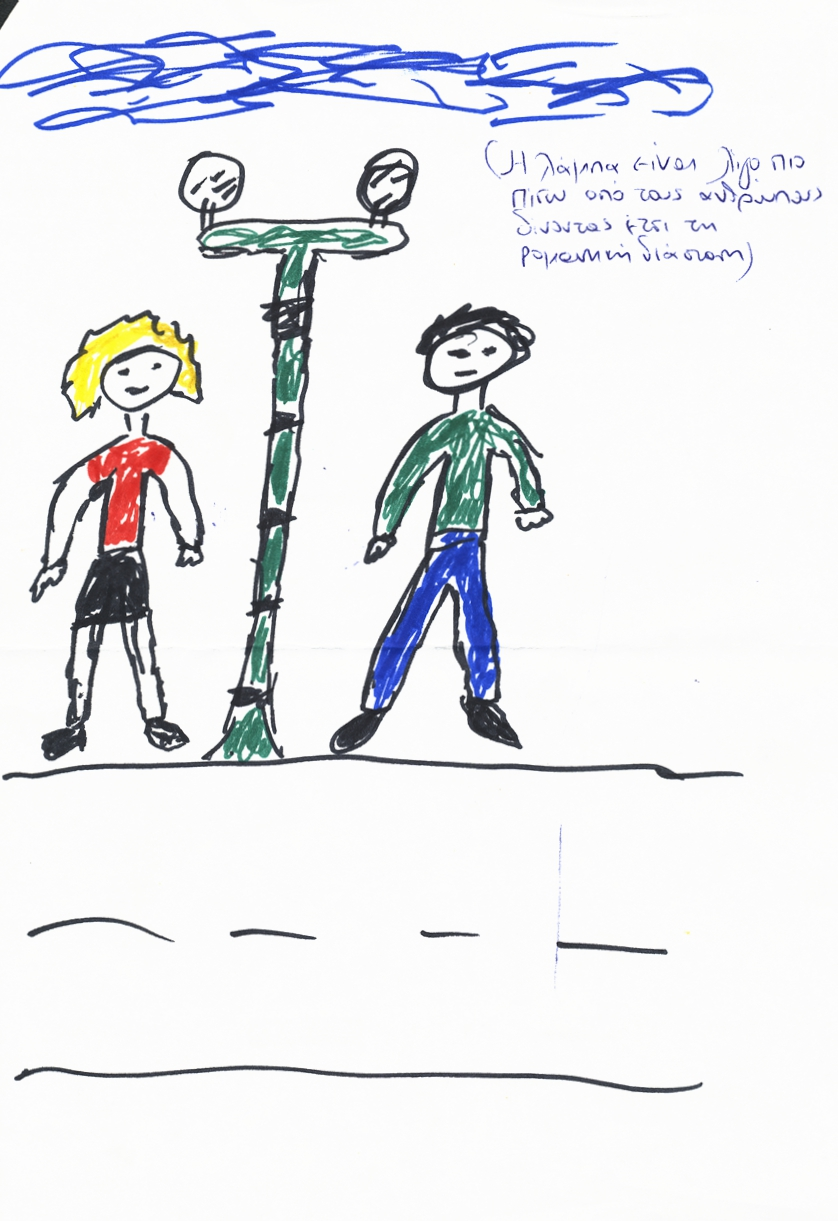 (Η λάμπα είναι λίγο πιο
πίσω από τους ανθρώπους
δίνοντας έτσι τη
ρομαντική διάσταση)